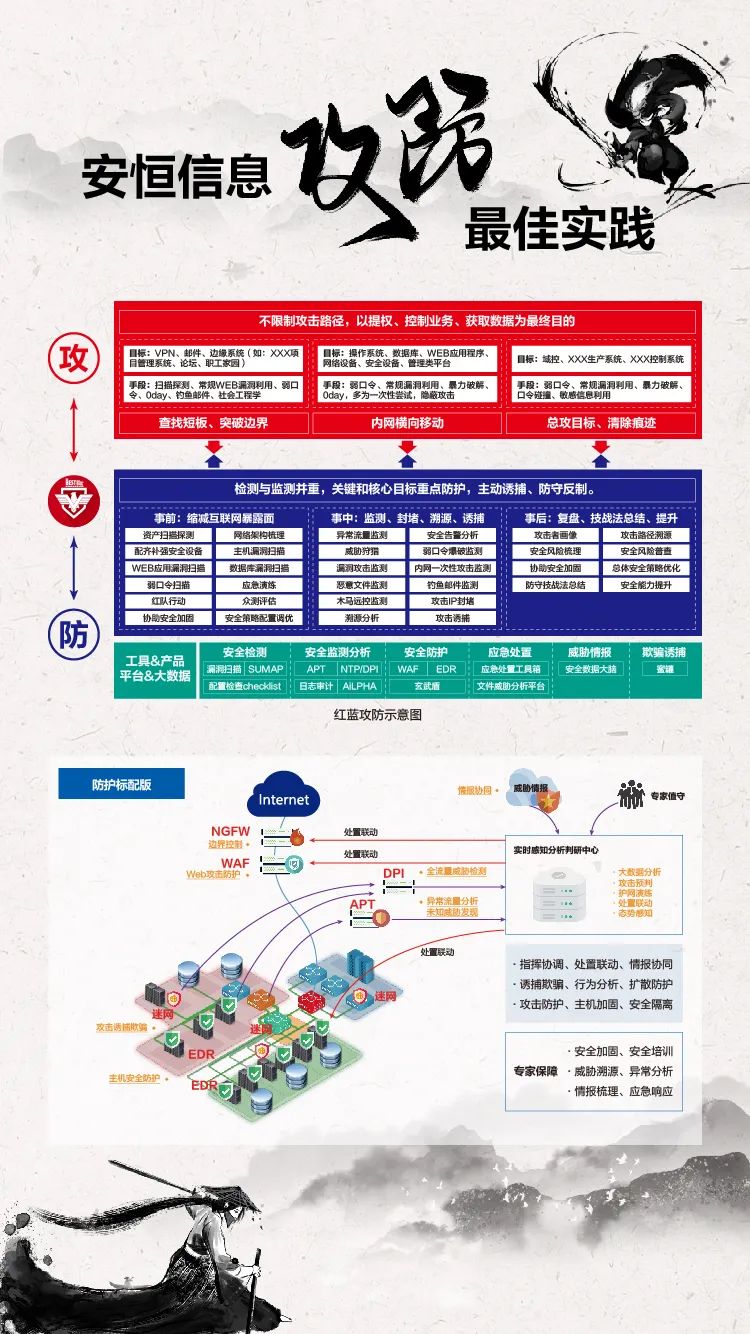 安恒信息
攻防
最佳实践
攻
防
不限制攻击路径，以提权、控制业务、获取数据为最终目的
目标：VPN、邮件、边缘系统（如：XXX项
目管理系统、论坛、职工家园）
手段：扫描探测、常规WEB漏洞利用、弱口
令、0day、钓鱼邮件、社会工程学
查找短板、突破边界
目标：操作系统、数据库、WEB应用程序、
网络设备、安全设备、管理类平台
手段：弱口令、常规漏洞利用、暴力破解、
0day，多为一次性尝试，隐蔽攻击
内网横向移动
目标：域控、XXX生产系统、XXX控制系统
手段：弱口令、常规漏洞利用、暴力破解、
口令碰撞、敏感信息利用
总攻目标、清除痕迹
检测与监测并重，关键和核心目标重点防护，主动诱捕、防守反制。
事前：缩减互联网暴露面
资产扫描探测 网络架构梳理
配齐补强安全设备 主机漏洞扫描
WEB应用漏洞扫描 数据库漏洞扫描
弱口令扫描 应急演练
红队行动 众测评估
协助安全加固 安全策略配置调优
事中：监测、封堵、溯源、诱捕
异常流量监测 安全告警分析
威胁狩猎 弱口令爆破监测
漏洞攻击监测 内网一次性攻击监测
恶意文件监测 钓鱼邮件监测
木马远控监测 攻击IP封堵
溯源分析 攻击诱捕
事后：复盘、技战法总结、提升
攻击者画像 攻击路径溯源
安全风险梳理 安全风险普查
协助安全加固 总体安全策略优化
防守技战法总结 安全能力提升
工具&产品
平台&大数据
安全检测
漏洞扫描 SUMAP
配置检查checklist
安全监测分析
APT NTP/DPI
日志审计 AiLPHA
安全防护
WAF EDR
玄武盾
应急处置
应急处置工具箱
文件威胁分析平台
威胁情报
安全数据大脑
欺骗诱捕
蜜罐
红蓝攻防示意图
防护标配版
Internet
情报协同
威胁情报
专家值守
NGFW
边界控制
处置联动
WAF
Web攻击防护
处置联动
DPI
全流量威胁检测
APT
异常流量分析
未知威胁发现
处置联动
实时感知分析判研中心
·大数据分析
·攻击预判
·护网演练
·处置联动
·态势感知
迷网
迷网
迷网
攻击诱捕欺骗
EDR
主机安全防护
EDR
·指挥协调、处置联动、情报协同
·诱捕欺骗、行为分析、扩散防护
·攻击防护、主机加固、安全隔离
专家保障
·安全加固、安全培训
·威胁溯源、异常分析
·情报梳理、应急响应